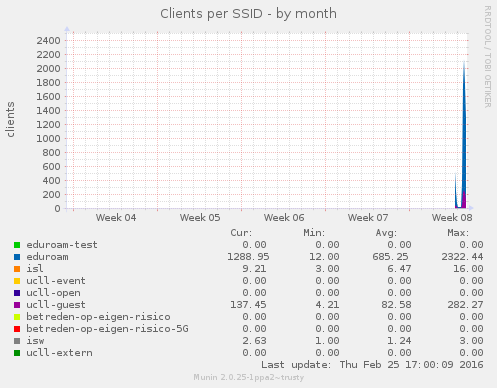 Clients per SSID - by month
RRDTOOL / TOBI OETIKER
clients
2400
2200
2000
1800
1600
1400
1200
1000
800
600
400
200
0
Week 04 Week 05 Week 06 Week 07 Week 08
Cur: Min: Avg: Max:
eduroam-test 0.00 0.00 0.00 0.00
eduroam 1288.95 12.00 685.25 2322.44
isl 9.21 3.00 6.47 16.00
ucll-event 0.00 0.00 0.00 0.00
ucll-open 0.00 0.00 0.00 0.00
ucll-guest 137.45 4.21 82.58 282.27
betreden-op-eigen-risico 0.00 0.00 0.00 0.00
betreden-op-eigen-risico-5G 0.00 0.00 0.00 0.00
isw 2.63 1.00 1.24 3.00
ucll-extern 0.00 0.00 0.00 0.00
Last update: Thu Feb 25 17:00:09 2016
Munin 2.0.25-1ppa2~trusty